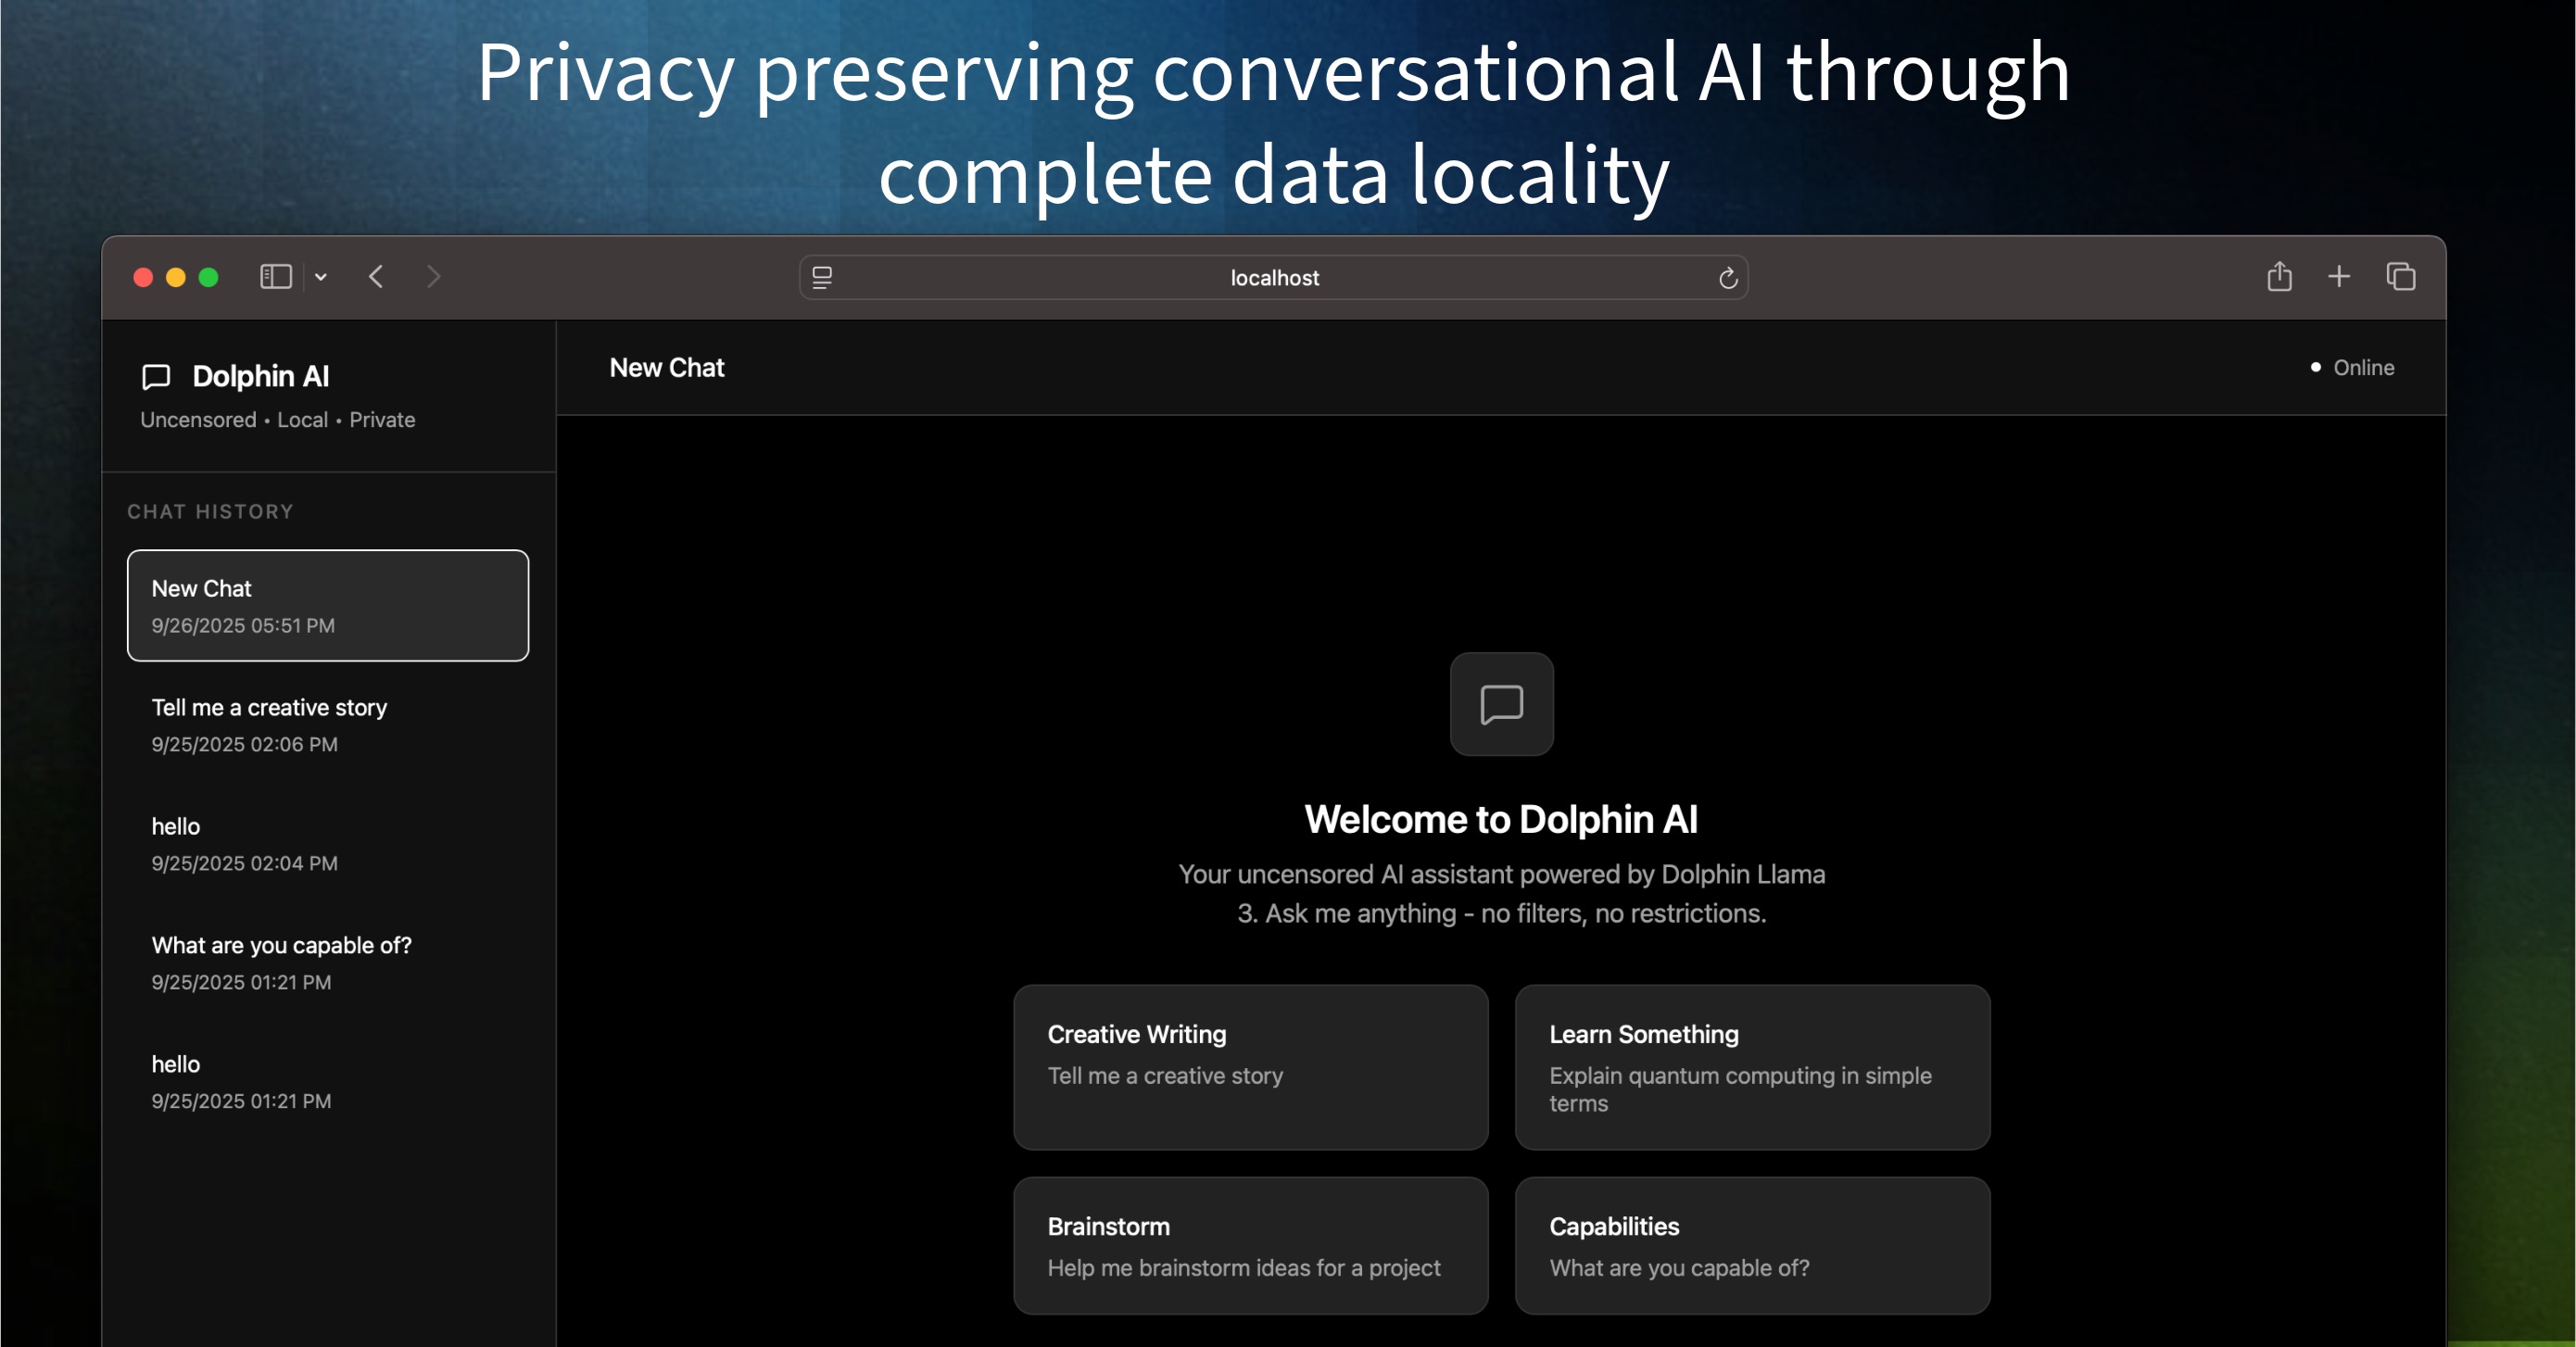 Privacy preserving conversational AI through
complete data locality
localhost
Dolphin AI
Uncensored • Local • Private
CHAT HISTORY
New Chat
9/26/2025 05:51 PM
Tell me a creative story
9/25/2025 02:06 PM
hello
9/25/2025 02:04 PM
What are you capable of?
9/25/2025 01:21 PM
hello
9/25/2025 01:21 PM
New Chat
Online
Welcome to Dolphin AI
Your uncensored AI assistant powered by Dolphin Llama
3. Ask me anything - no filters, no restrictions.
Creative Writing
Tell me a creative story
Learn Something
Explain quantum computing in simple
terms
Brainstorm
Help me brainstorm ideas for a project
Capabilities
What are you capable of?